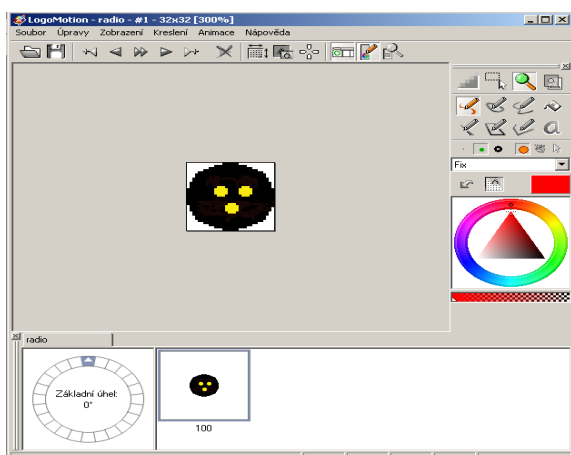 LogoMotion - radio - #1 - 32x32 [300%]
Soubor Úpravy Zobrazení Kreslení Animace Nápověda
Fix
radio
Základní úhel:
0°
100